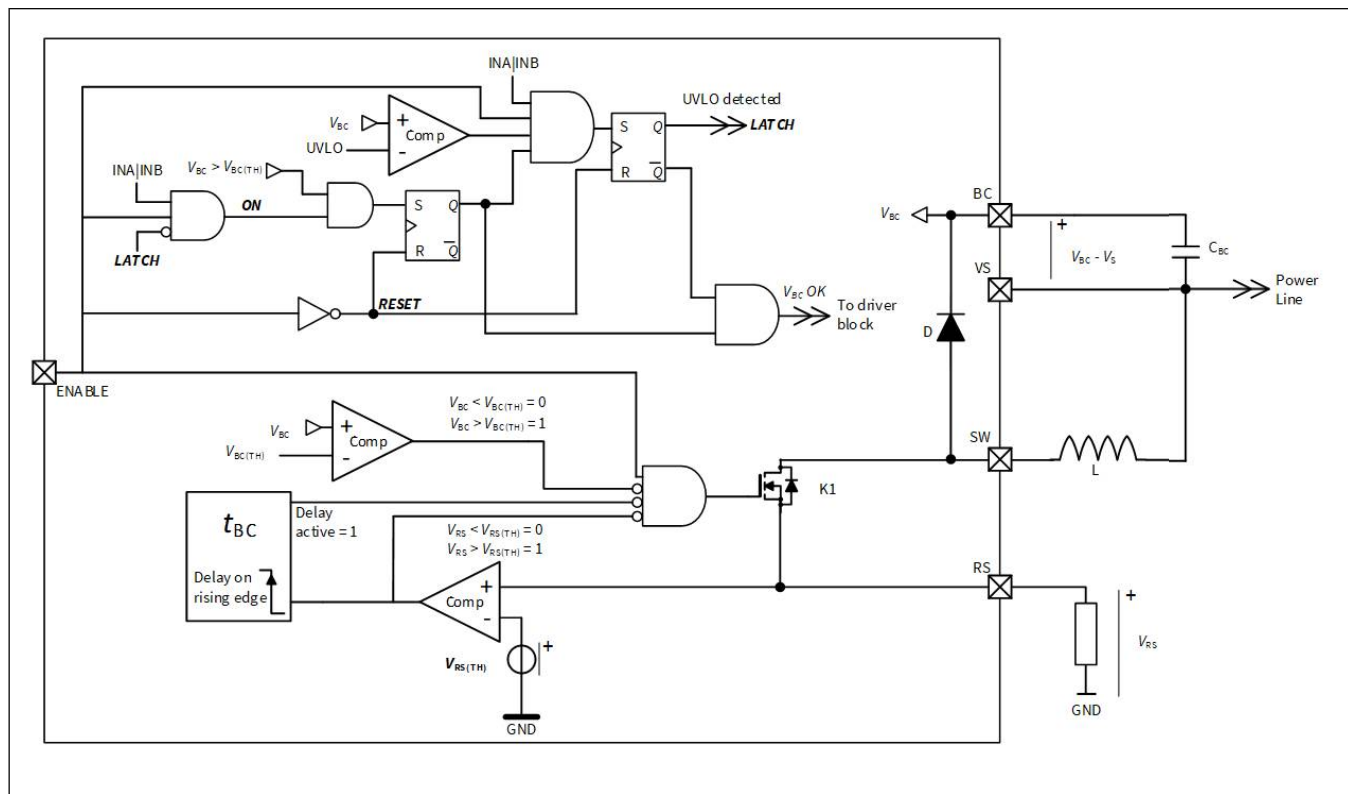 INA|INB
UVLO detected
LATCH
V_BC
+
Comp
-
UVLO
S Q
R Q̅
INA|INB
V_BC > V_BC(TH)
ON
LATCH
S Q
R Q̅
RESET
V_BC OK
To driver
block
ENABLE
BC
V_BC
+
V_BC - V_S
C_BC
VS
Power
Line
D
V_BC < V_BC(TH) = 0
V_BC > V_BC(TH) = 1
V_BC
+
Comp
V_BC(TH)
-
SW
L
K1
t_BC
Delay
active = 1
Delay on
rising edge
V_RS < V_RS(TH) = 0
V_RS > V_RS(TH) = 1
+
Comp
-
V_RS(TH)
+
GND
RS
+
V_RS
GND